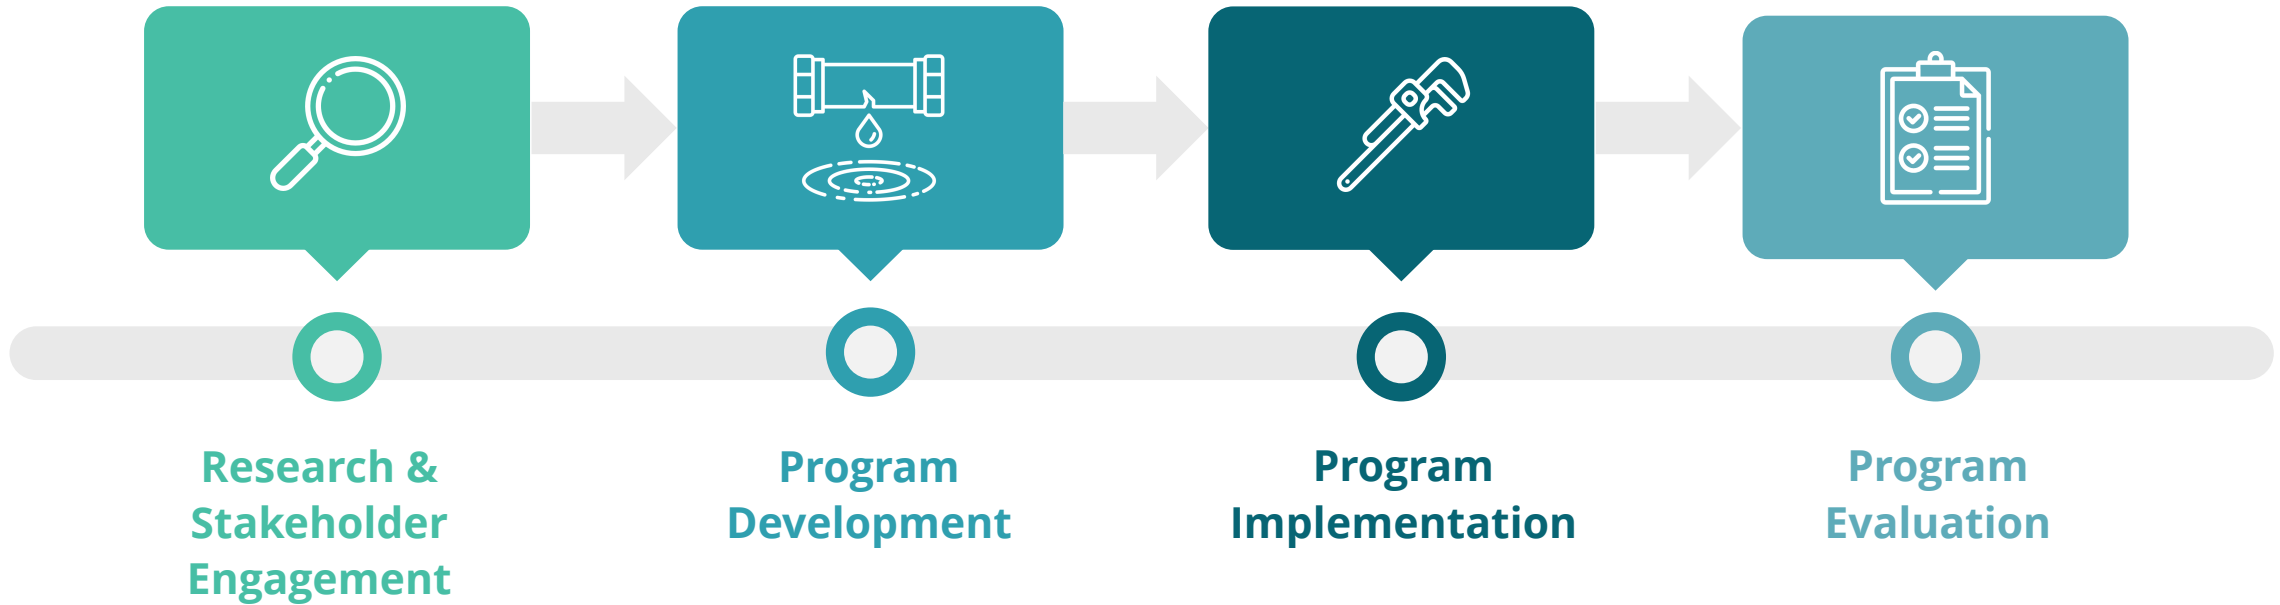 Research &
Stakeholder
Engagement
Program
Development
Program
Implementation
Program
Evaluation